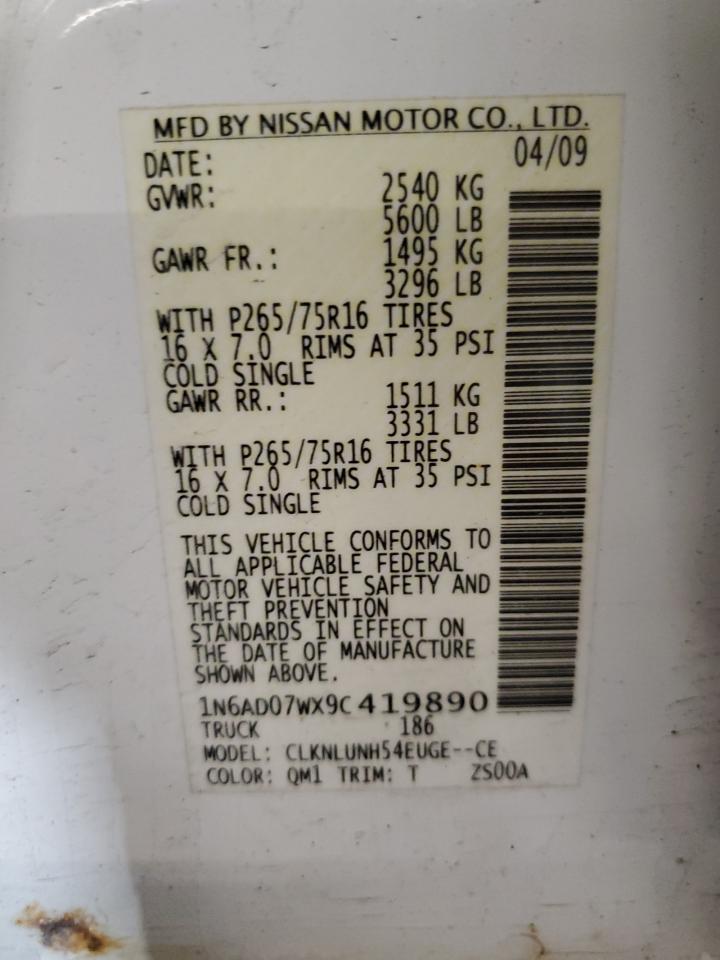 MFD BY NISSAN MOTOR CO., LTD.
DATE: 04/09
GVWR: 2540 KG
5600 LB
GAWR FR.: 1495 KG
3296 LB
WITH P265/75R16 TIRES
16 X 7.0 RIMS AT 35 PSI
COLD SINGLE
GAWR RR.: 1511 KG
3331 LB
WITH P265/75R16 TIRES
16 X 7.0 RIMS AT 35 PSI
COLD SINGLE
THIS VEHICLE CONFORMS TO
ALL APPLICABLE FEDERAL
MOTOR VEHICLE SAFETY AND
THEFT PREVENTION
STANDARDS IN EFFECT ON
THE DATE OF MANUFACTURE
SHOWN ABOVE.
1N6AD07WX9C419890
TRUCK 186
MODEL: CLKNLUNH54EUGE--CE
COLOR: QM1 TRIM: T ZS00A